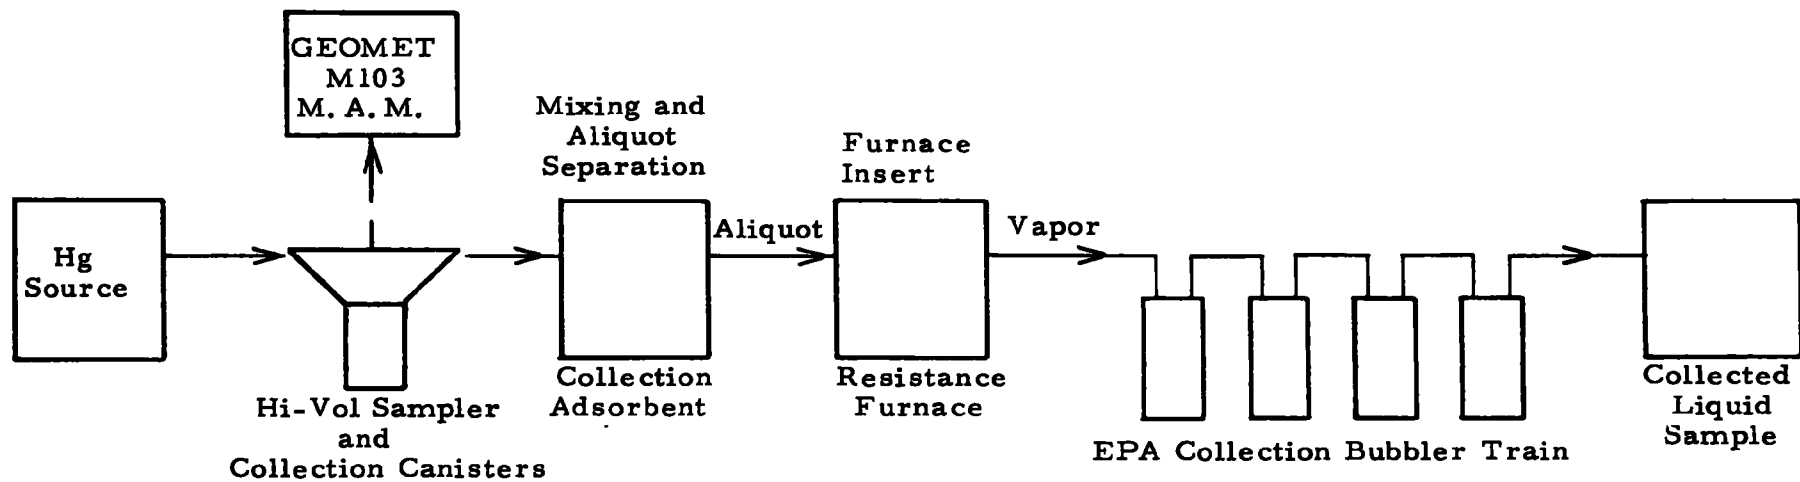 GEOMET
M103
M. A. M.
Mixing and
Aliquot
Separation
Furnace
Insert
Hg
Source
Aliquot
Vapor
Collection
Adsorbent
Resistance
Furnace
Hi-Vol Sampler
and
Collection Canisters
EPA Collection Bubbler Train
Collected
Liquid
Sample